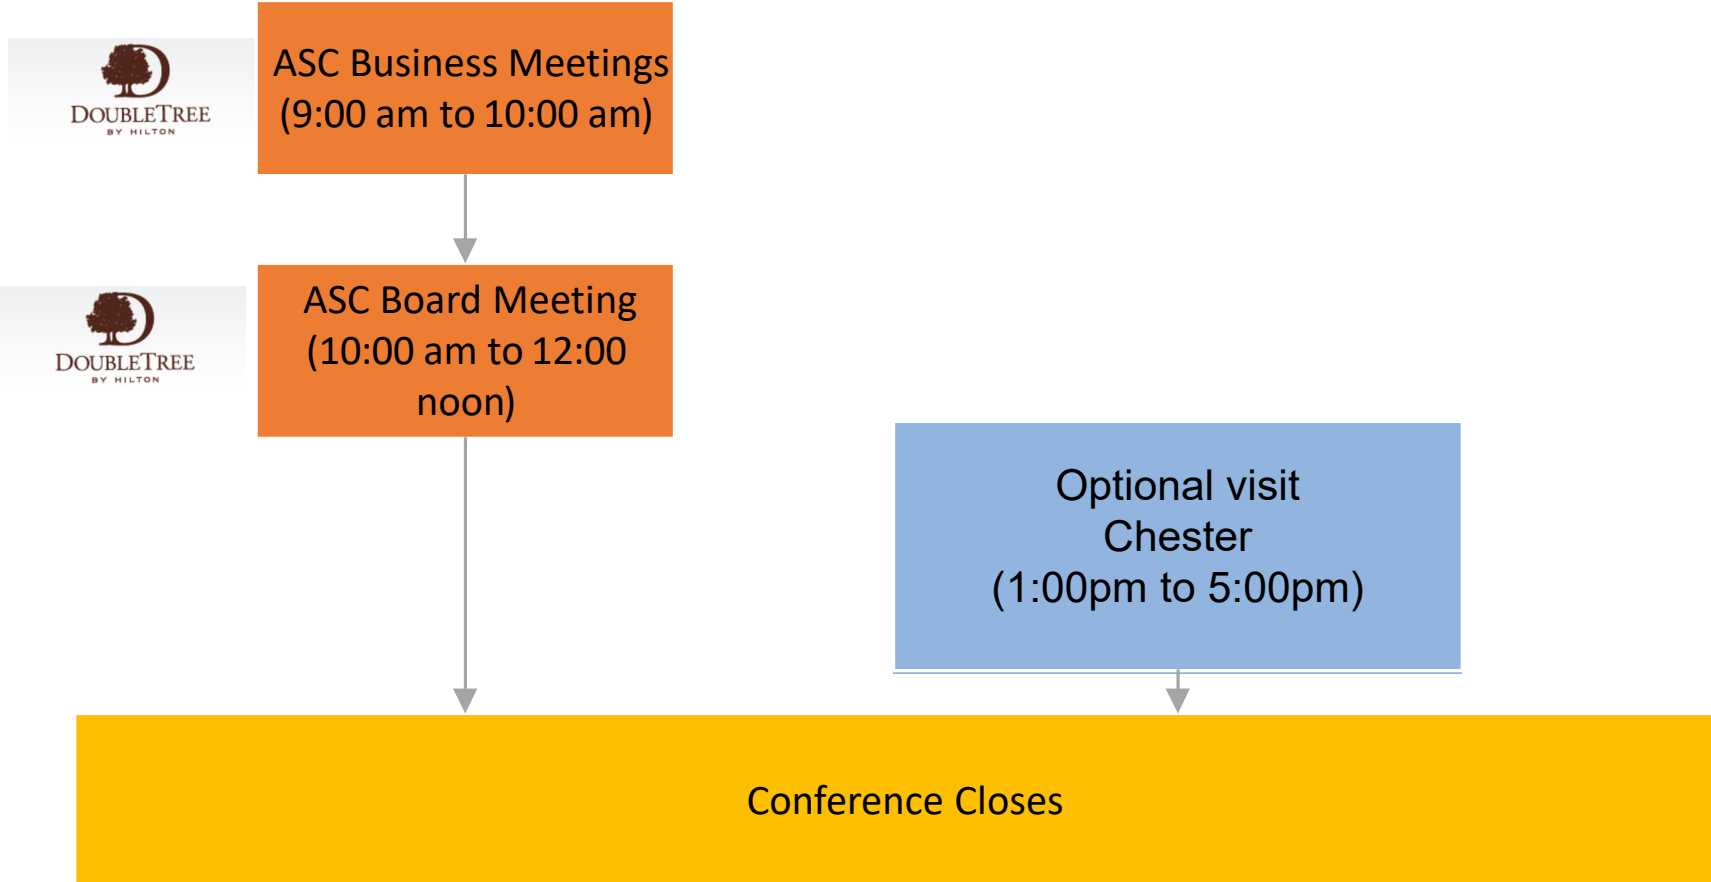 DOUBLETREE
BY HILTON
ASC Business Meetings
(9:00 am to 10:00 am)
DOUBLETREE
BY HILTON
ASC Board Meeting
(10:00 am to 12:00
noon)
Optional visit
Chester
(1:00pm to 5:00pm)
Conference Closes